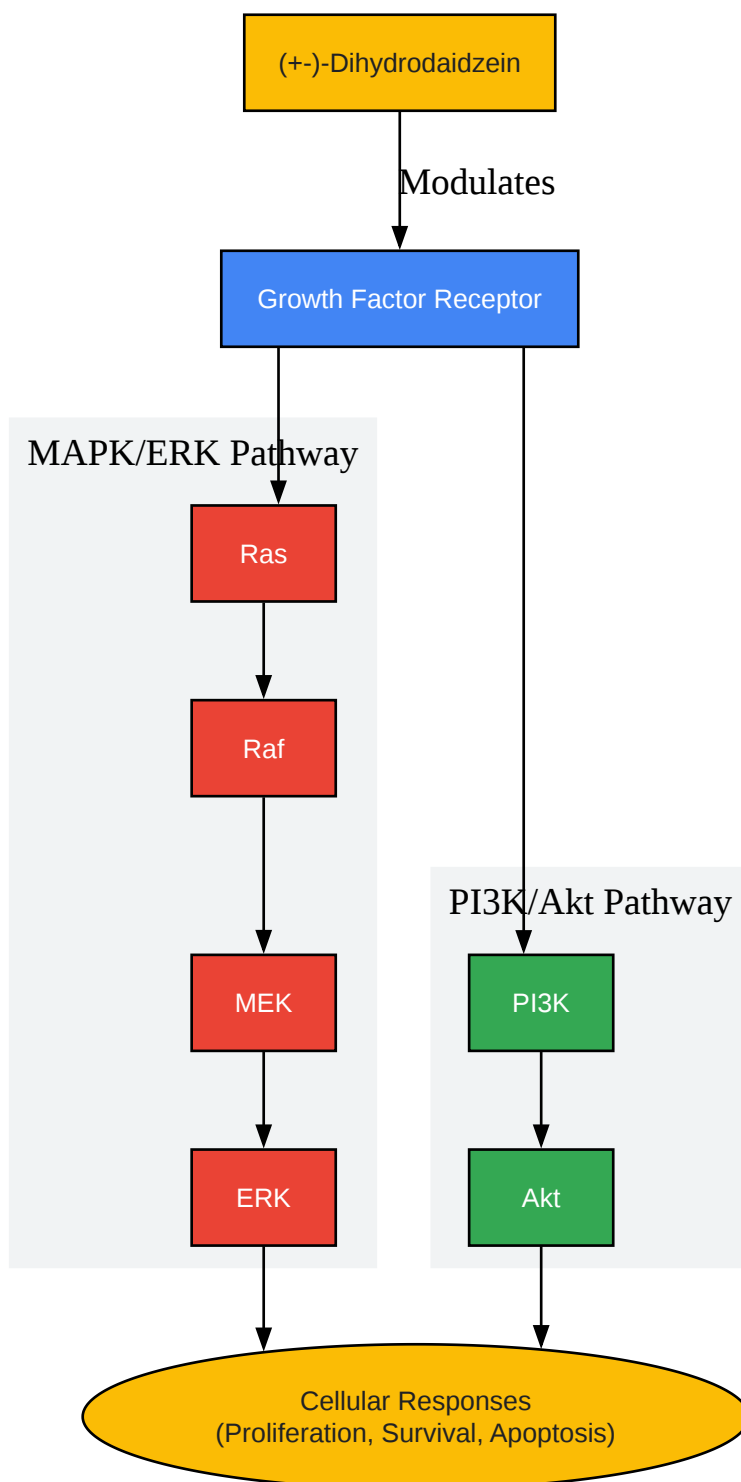 (+-)-Dihydrodaidzein
Modulates
Growth Factor Receptor
MAPK/ERK Pathway
Ras
Raf
MEK
ERK
PI3K/Akt Pathway
PI3K
Akt
Cellular Responses
(Proliferation, Survival, Apoptosis)